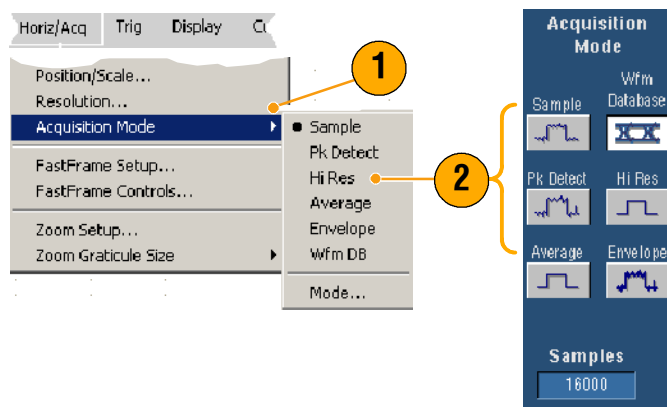 Horiz/Acq Trig Display
Position/Scale...
Resolution...
Acquisition Mode
FastFrame Setup...
FastFrame Controls...
Zoom Setup...
Zoom Graticule Size
1
Sample
Pk Detect
Hi Res
Average
Envelope
Wfm DB
Mode...
2
Acquisition
Mode
Sample
Wfm
Database
Pk Detect Hi Res
Average Envelope
Samples
16000